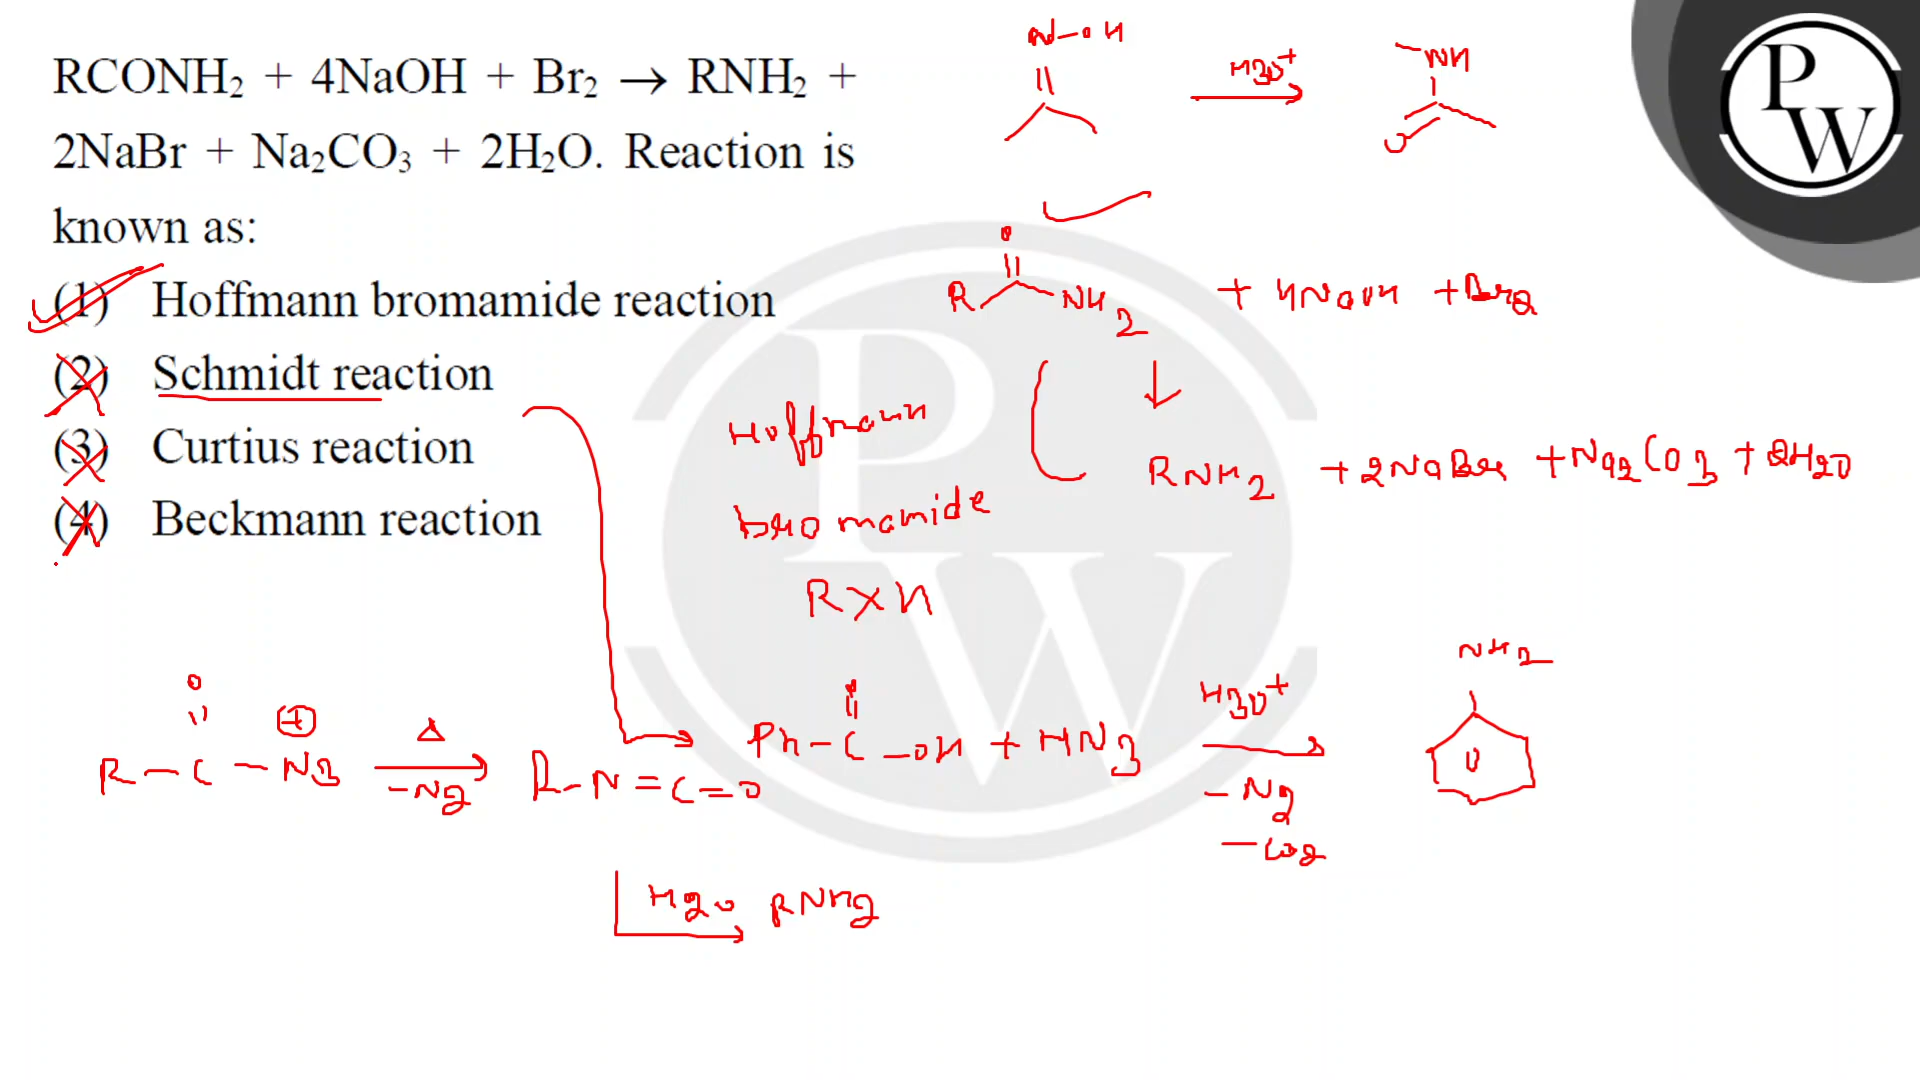 RCONH₂ + 4NaOH + Br₂ → RNH₂ +
2NaBr + Na₂CO₃ + 2H₂O. Reaction is
known as:
(1) Hoffmann bromamide reaction
(2) Schmidt reaction
(3) Curtius reaction
(4) Beckmann reaction
N-OH
H3O+
NH
O
O
R NH2 + 4NaOH + Br2
RNH2 + 2NaBr + Na2CO3 + 2H2O
Hoffmann
bromamide
Rxn
O
R-C-N3 Δ -N2 R-N=C=O
H2O RNH2
O
Ph-C-OH + HN3 H3O+
-N2
-CO2
NH2
P
W
P
W